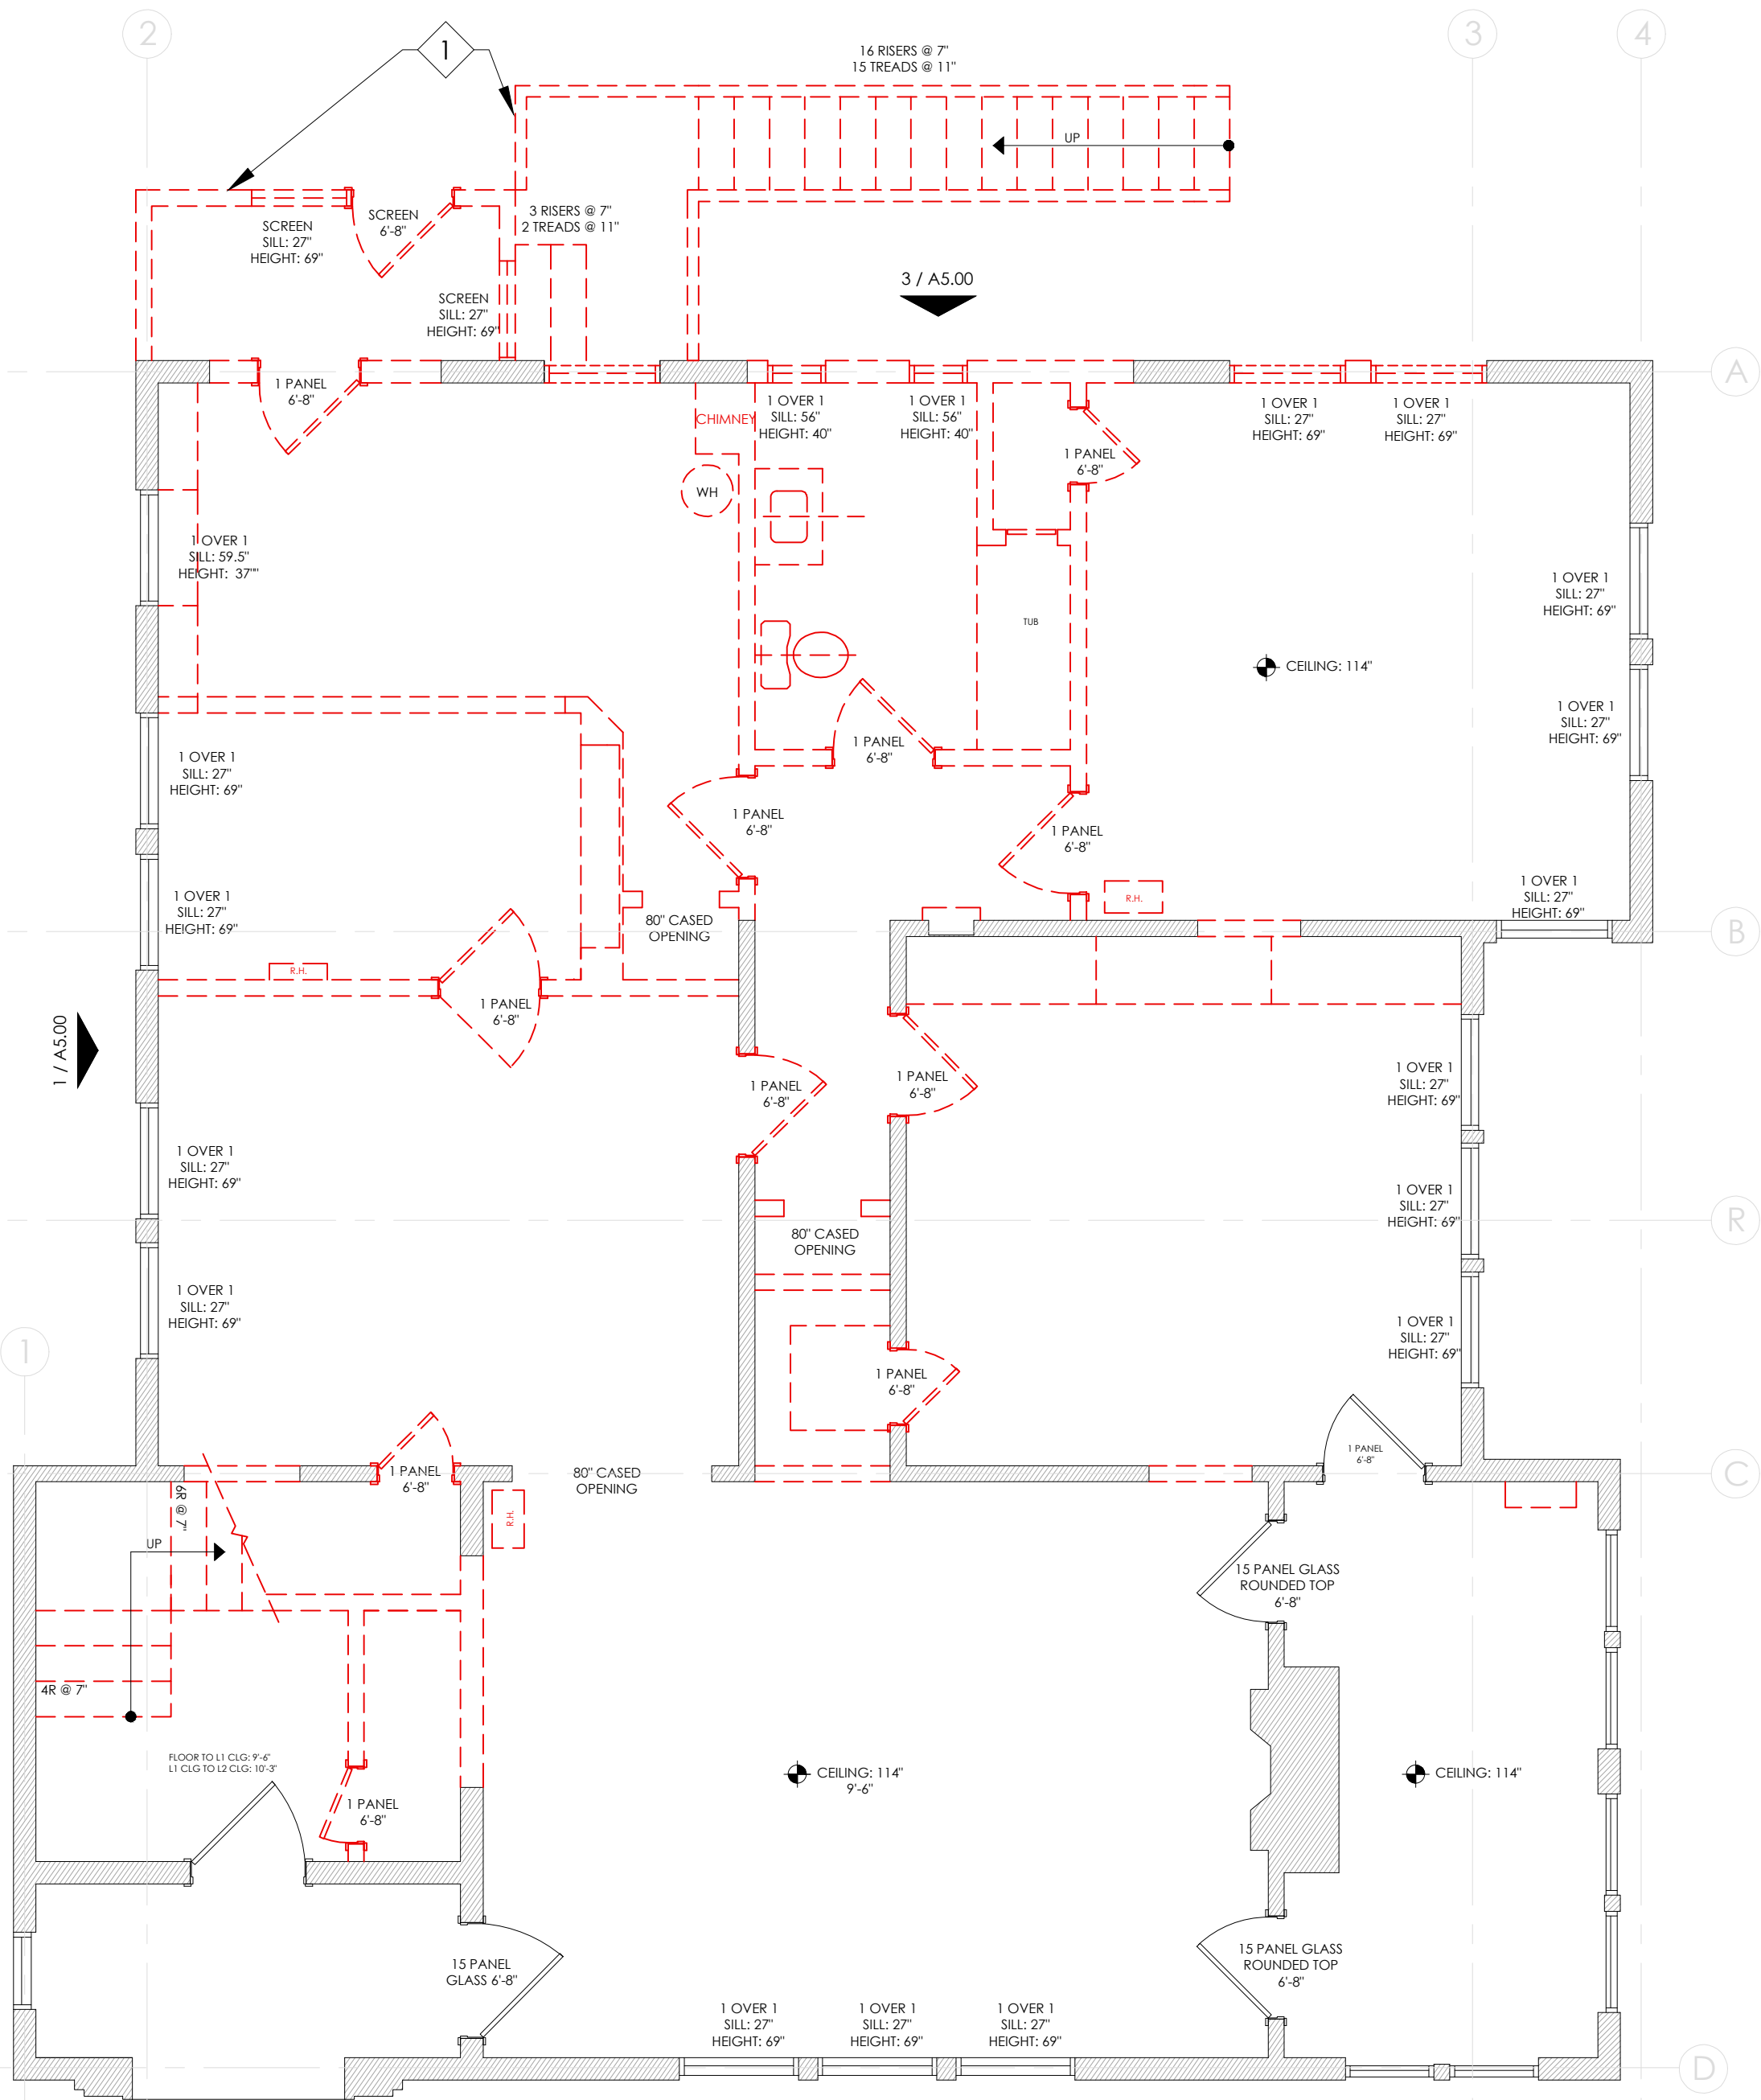 2
3
4
1
16 RISERS @ 7"
15 TREADS @ 11"
UP
SCREEN
SILL: 27"
HEIGHT: 69"
SCREEN
6'-8"
3 RISERS @ 7"
2 TREADS @ 11"
SCREEN
SILL: 27"
HEIGHT: 69"
3 / A5.00
A
1 PANEL
6'-8"
CHIMNEY
1 OVER 1
SILL: 56"
HEIGHT: 40"
1 OVER 1
SILL: 56"
HEIGHT: 40"
1 PANEL
6'-8"
1 OVER 1
SILL: 27"
HEIGHT: 69"
1 OVER 1
SILL: 27"
HEIGHT: 69"
WH
1 OVER 1
SILL: 59.5"
HEIGHT: 37""
TUB
1 OVER 1
SILL: 27"
HEIGHT: 69"
CEILING: 114"
1 OVER 1
SILL: 27"
HEIGHT: 69"
1 OVER 1
SILL: 27"
HEIGHT: 69"
1 PANEL
6'-8"
1 PANEL
6'-8"
1 PANEL
6'-8"
R.H.
1 OVER 1
SILL: 27"
HEIGHT: 69"
1 OVER 1
SILL: 27"
HEIGHT: 69"
80" CASED
OPENING
B
R.H.
1 PANEL
6'-8"
1 / A5.00
1 PANEL
6'-8"
1 PANEL
6'-8"
1 OVER 1
SILL: 27"
HEIGHT: 69"
1 OVER 1
SILL: 27"
HEIGHT: 69"
1 OVER 1
SILL: 27"
HEIGHT: 69"
R
80" CASED
OPENING
1 OVER 1
SILL: 27"
HEIGHT: 69"
1 OVER 1
SILL: 27"
HEIGHT: 69"
1
1 PANEL
6'-8"
1 PANEL
6'-8"
C
1 PANEL
6'-8"
80" CASED
OPENING
6R @ 7"
R.H.
UP
15 PANEL GLASS
ROUNDED TOP
6'-8"
4R @ 7"
FLOOR TO L1 CLG: 9'-6"
L1 CLG TO L2 CLG: 10'-3"
1 PANEL
6'-8"
CEILING: 114"
9'-6"
CEILING: 114"
15 PANEL
GLASS 6'-8"
15 PANEL GLASS
ROUNDED TOP
6'-8"
1 OVER 1
SILL: 27"
HEIGHT: 69"
1 OVER 1
SILL: 27"
HEIGHT: 69"
1 OVER 1
SILL: 27"
HEIGHT: 69"
D